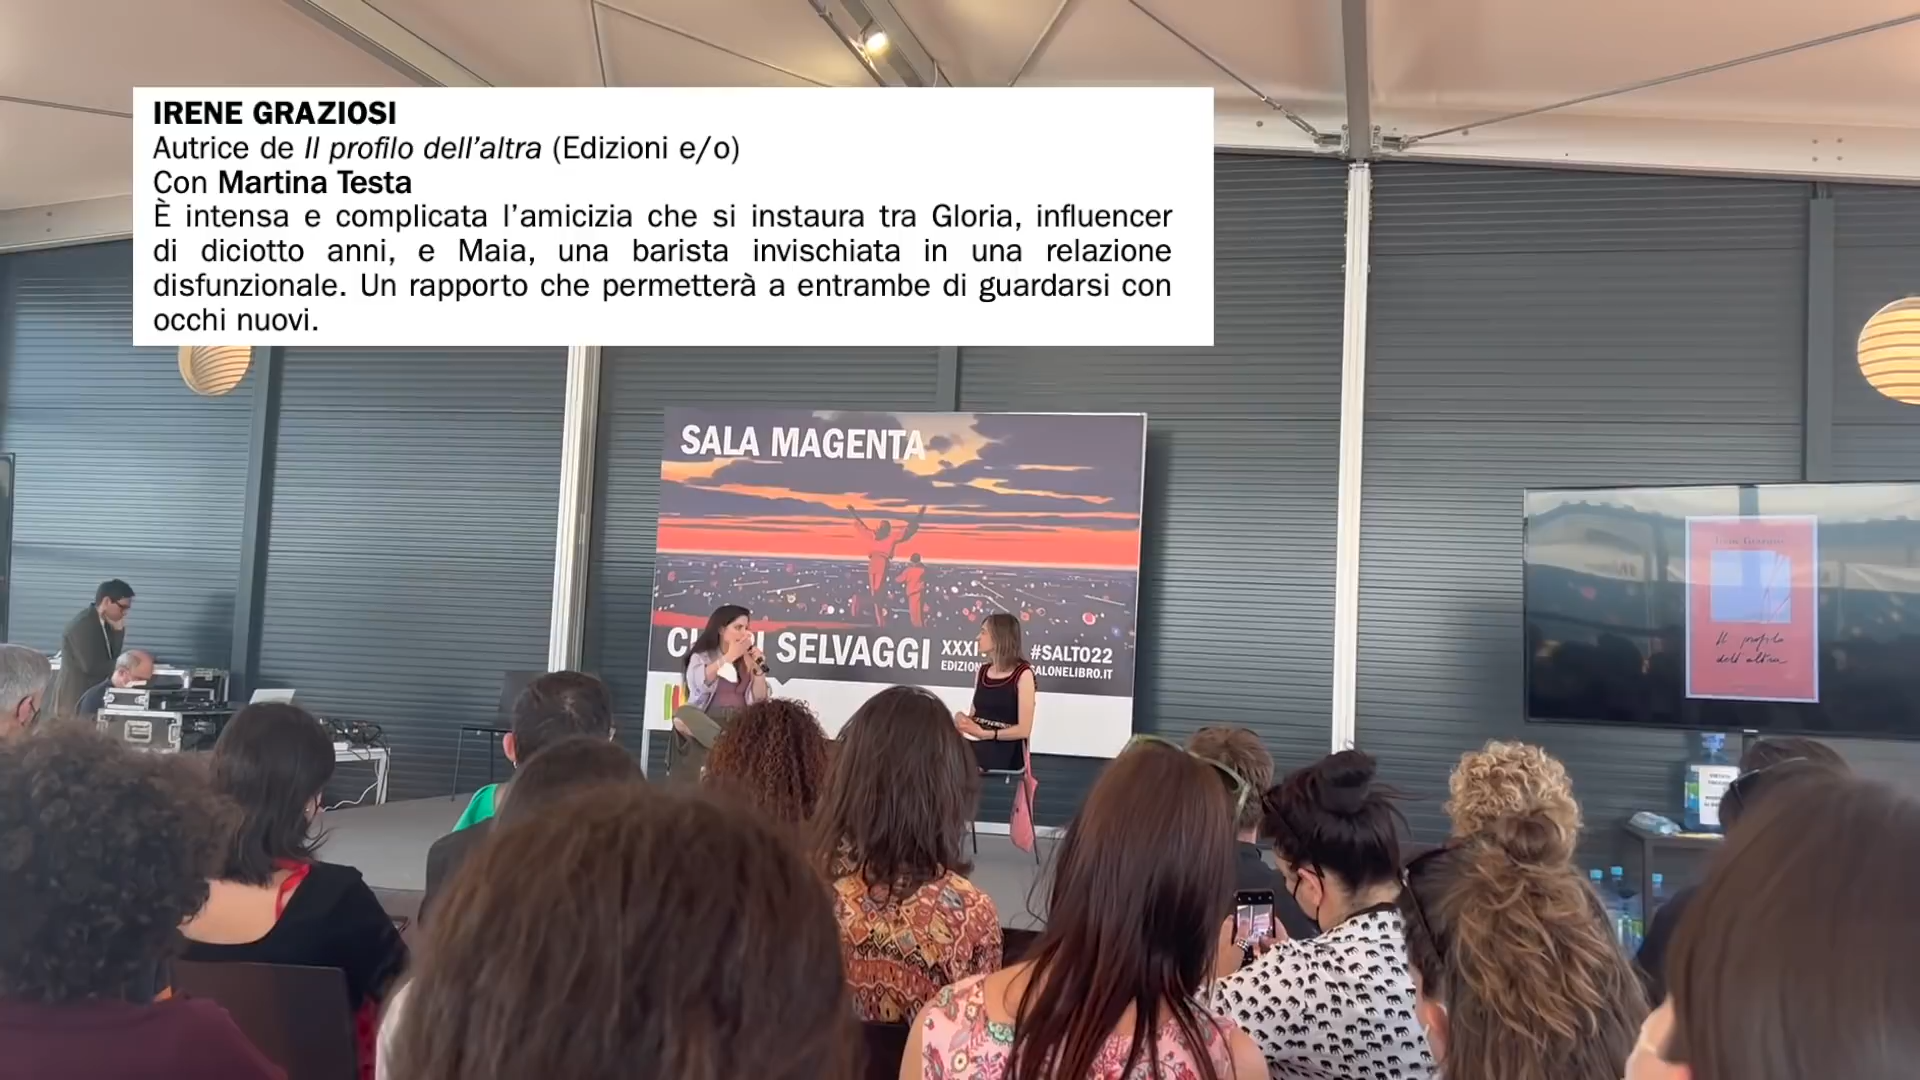 IRENE GRAZIOSI
Autrice de Il profilo dell'altra (Edizioni e/o)
Con Martina Testa
È intensa e complicata l'amicizia che si instaura tra Gloria, influencer
di diciotto anni, e Maia, una barista invischiata in una relazione
disfunzionale. Un rapporto che permetterà a entrambe di guardarsi con
occhi nuovi.
SALA MAGENTA
SELVAGGI
#SALTO22
Il profilo
dell'altra